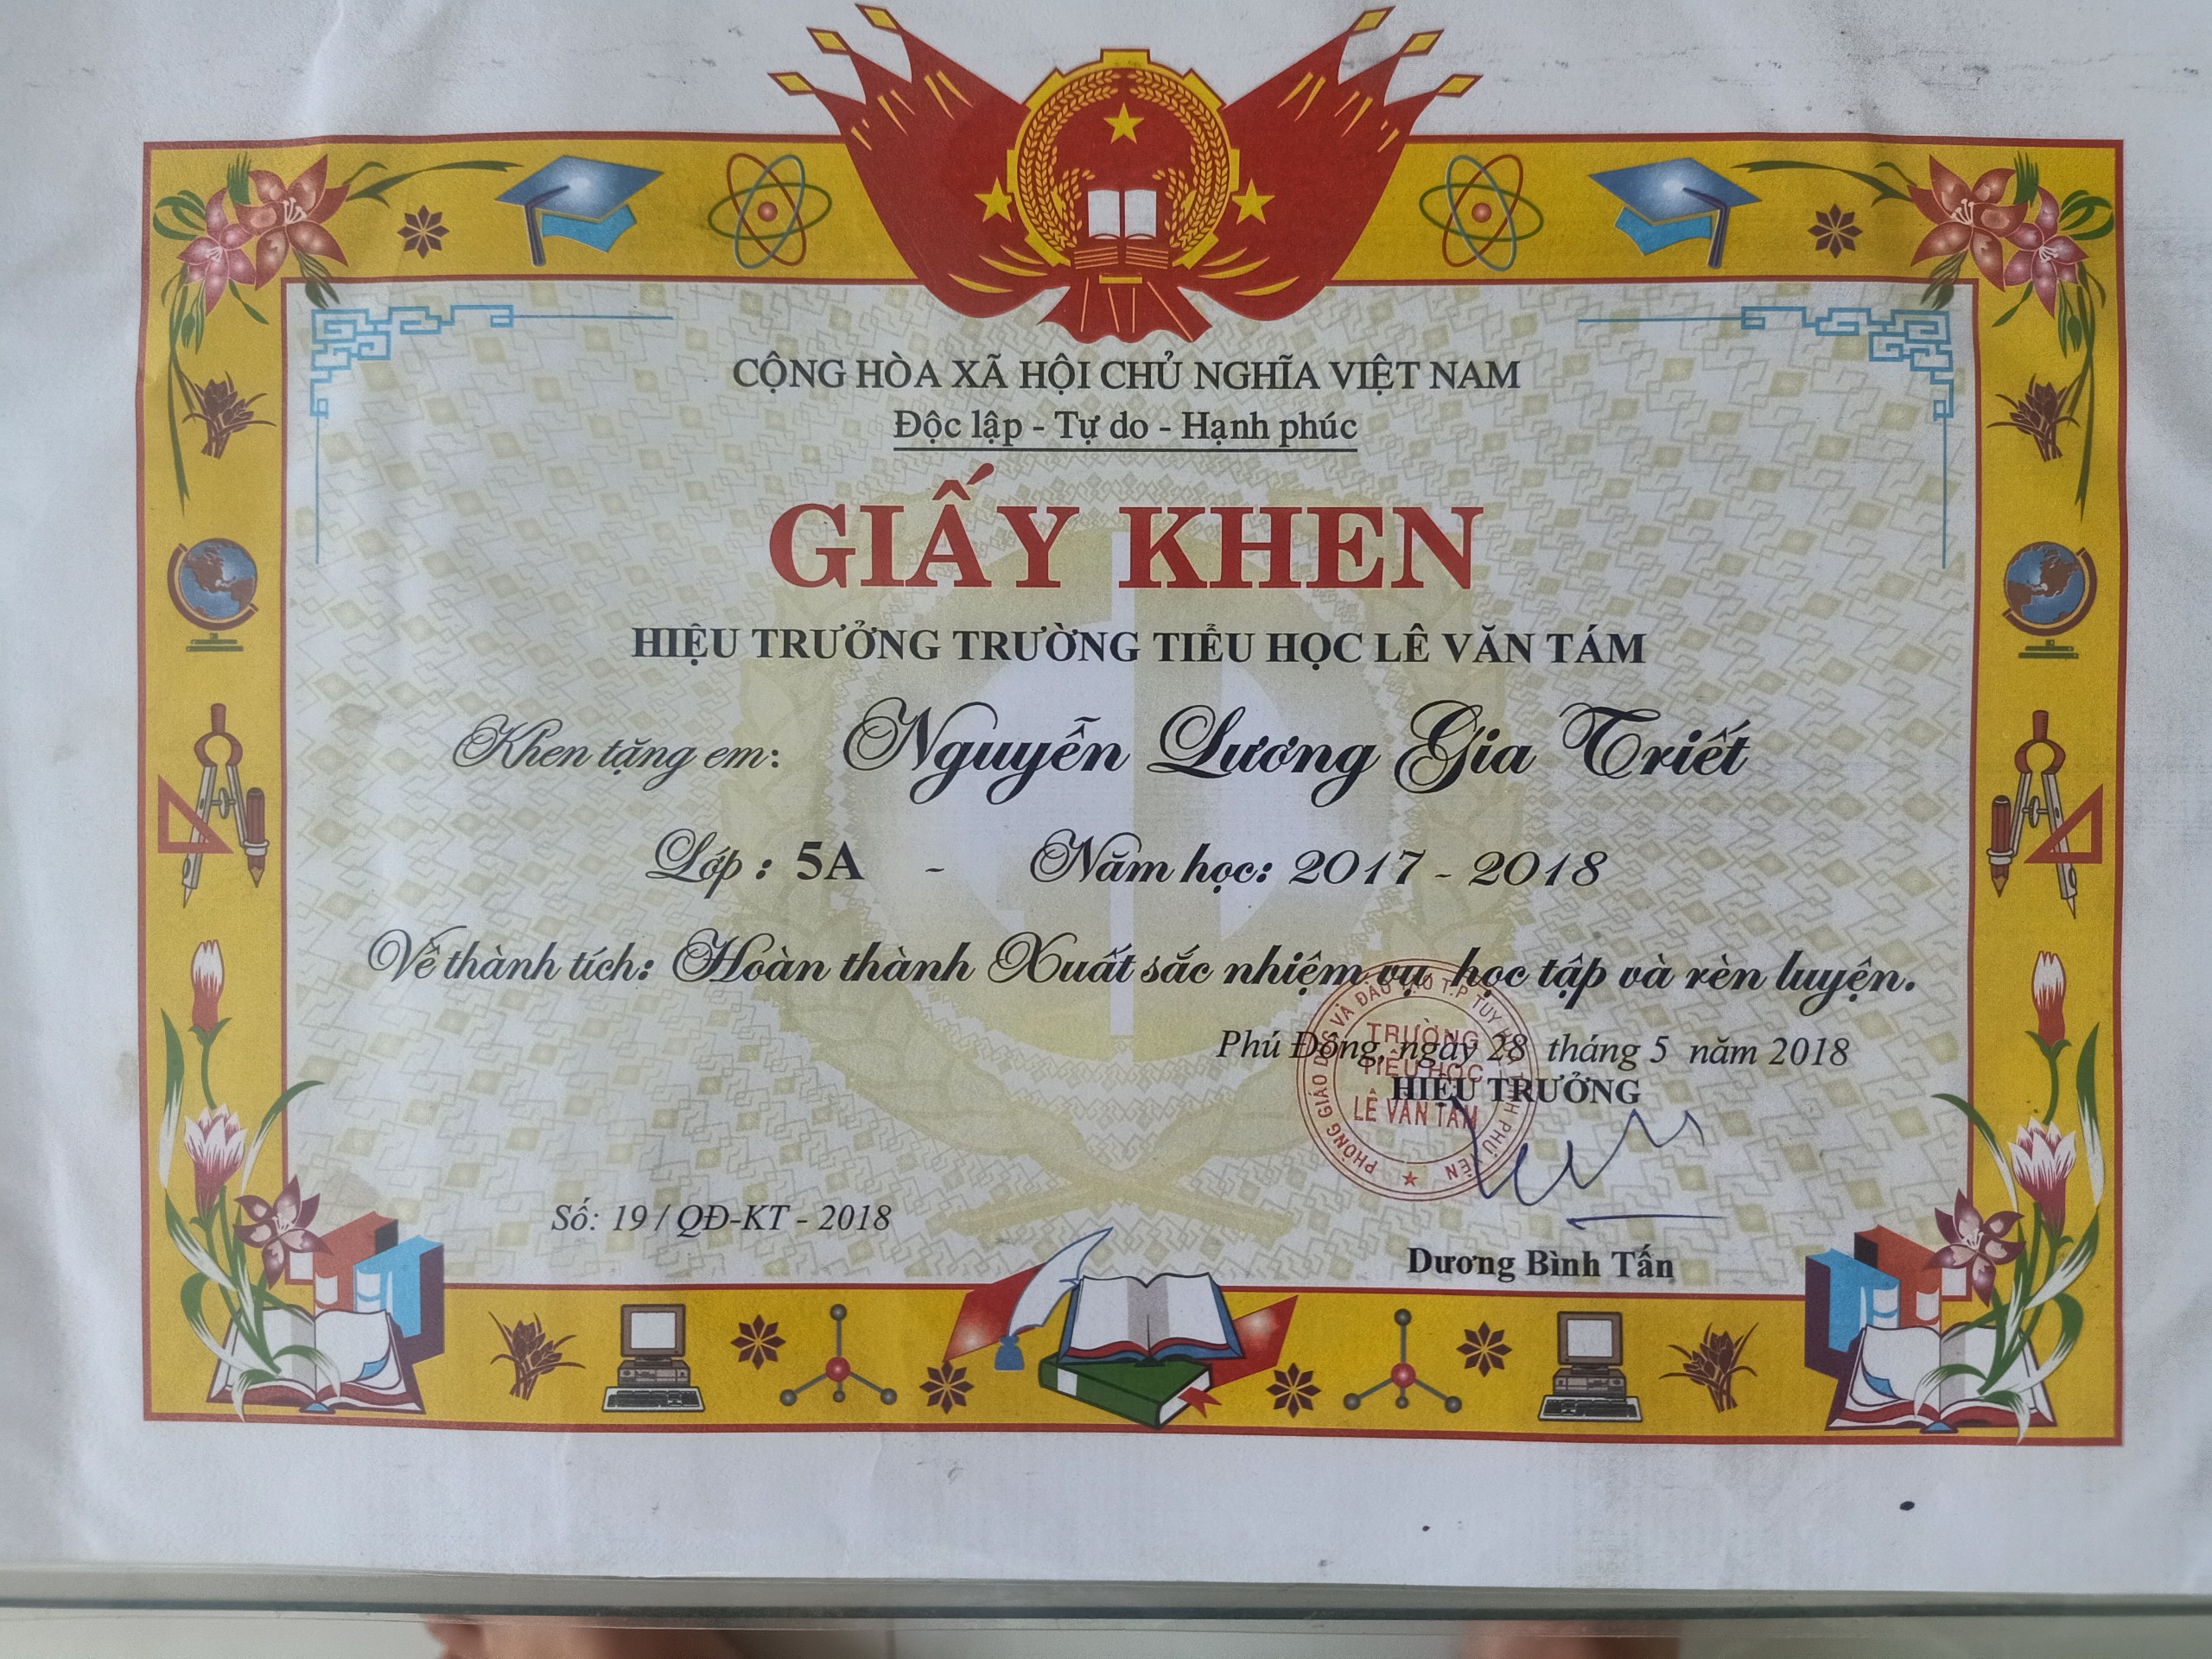 CỘNG HÒA XÃ HỘI CHỦ NGHĨA VIỆT NAM
Độc lập - Tự do - Hạnh phúc
GIẤY KHEN
HIỆU TRƯỞNG TRƯỜNG TIỂU HỌC LÊ VĂN TÁM
Khen tặng em: Nguyễn Lương Gia Triết
Lớp : 5A - Năm học: 2017 - 2018
Về thành tích: Hoàn thành Xuất sắc nhiệm vụ học tập và rèn luyện.
Phú Đông, ngày 28 tháng 5 năm 2018
HIỆU TRƯỞNG
PHÒNG GIÁO DỤC VÀ ĐÀO TẠO T.P TUY HÒA TỈNH PHÚ YÊN
TRƯỜNG
TIỂU HỌC
LÊ VĂN TÁM
Số: 19 / QĐ-KT - 2018
Dương Bình Tấn